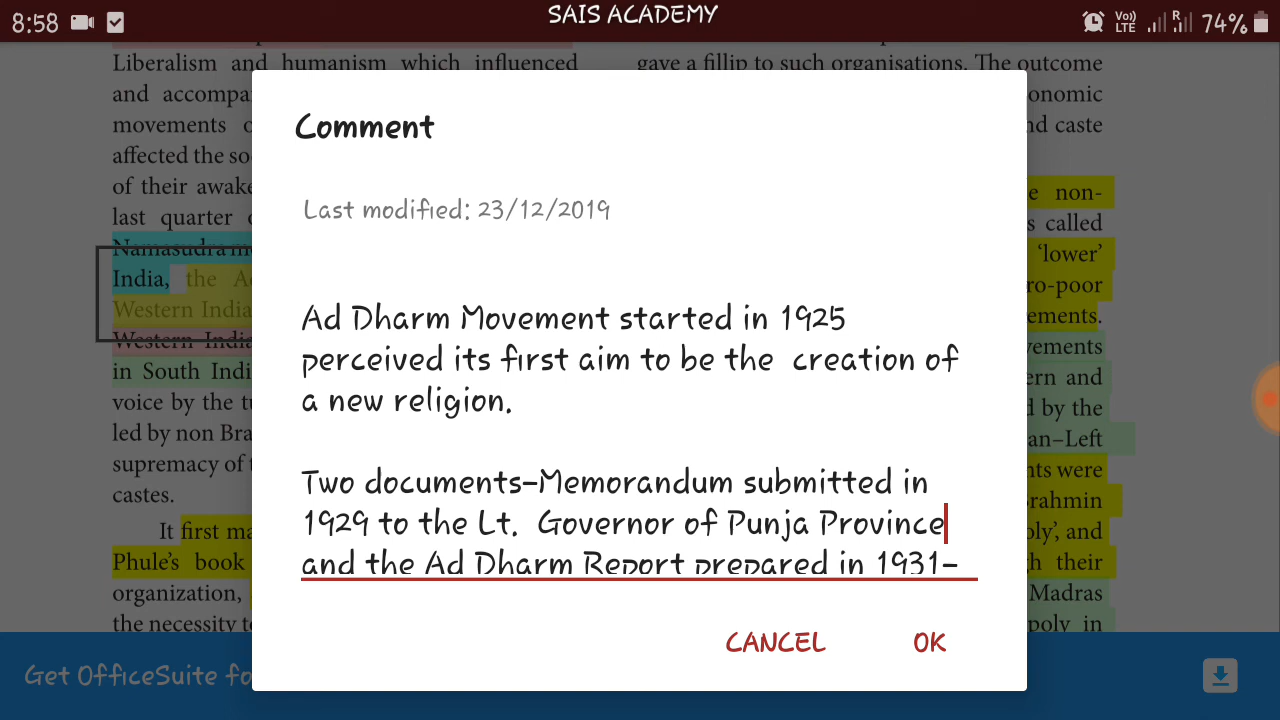 8:58
SAIS ACADEMY
Vo)) LTE
R
74%
Liberalism and humanism which influenced
and accompa
movements o
affected the so
of their awake
last quarter o
Namasudra m
India, the A
Western India
Western India
in South Indi
voice by the t
led by non Bra
supremacy of t
castes.
It first ma
Phule's book
organization,
the necessity t
gave a fillip to such organisations. The outcome
onomic
nd caste
e non-
s called
'lower'
ro-poor
ements.
vements
ern and
d by the
an–Left
nts were
rahmin
oly', and
gh their
Madras
poly in
Comment
Last modified: 23/12/2019
Ad Dharm Movement started in 1925
perceived its first aim to be the creation of
a new religion.
Two documents-Memorandum submitted in
1929 to the Lt. Governor of Punja Province
and the Ad Dharm Report prepared in 1931-
CANCEL OK
Get OfficeSuite fo